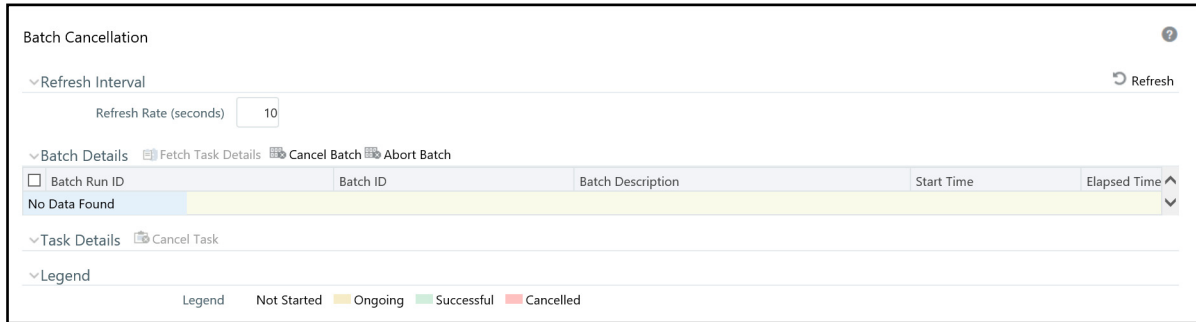 Batch Cancellation
Refresh Interval
Refresh
Refresh Rate (seconds) 10
Batch Details Fetch Task Details Cancel Batch Abort Batch
Batch Run ID Batch ID Batch Description Start Time Elapsed Time
No Data Found
Task Details Cancel Task
Legend
Legend Not Started Ongoing Successful Cancelled